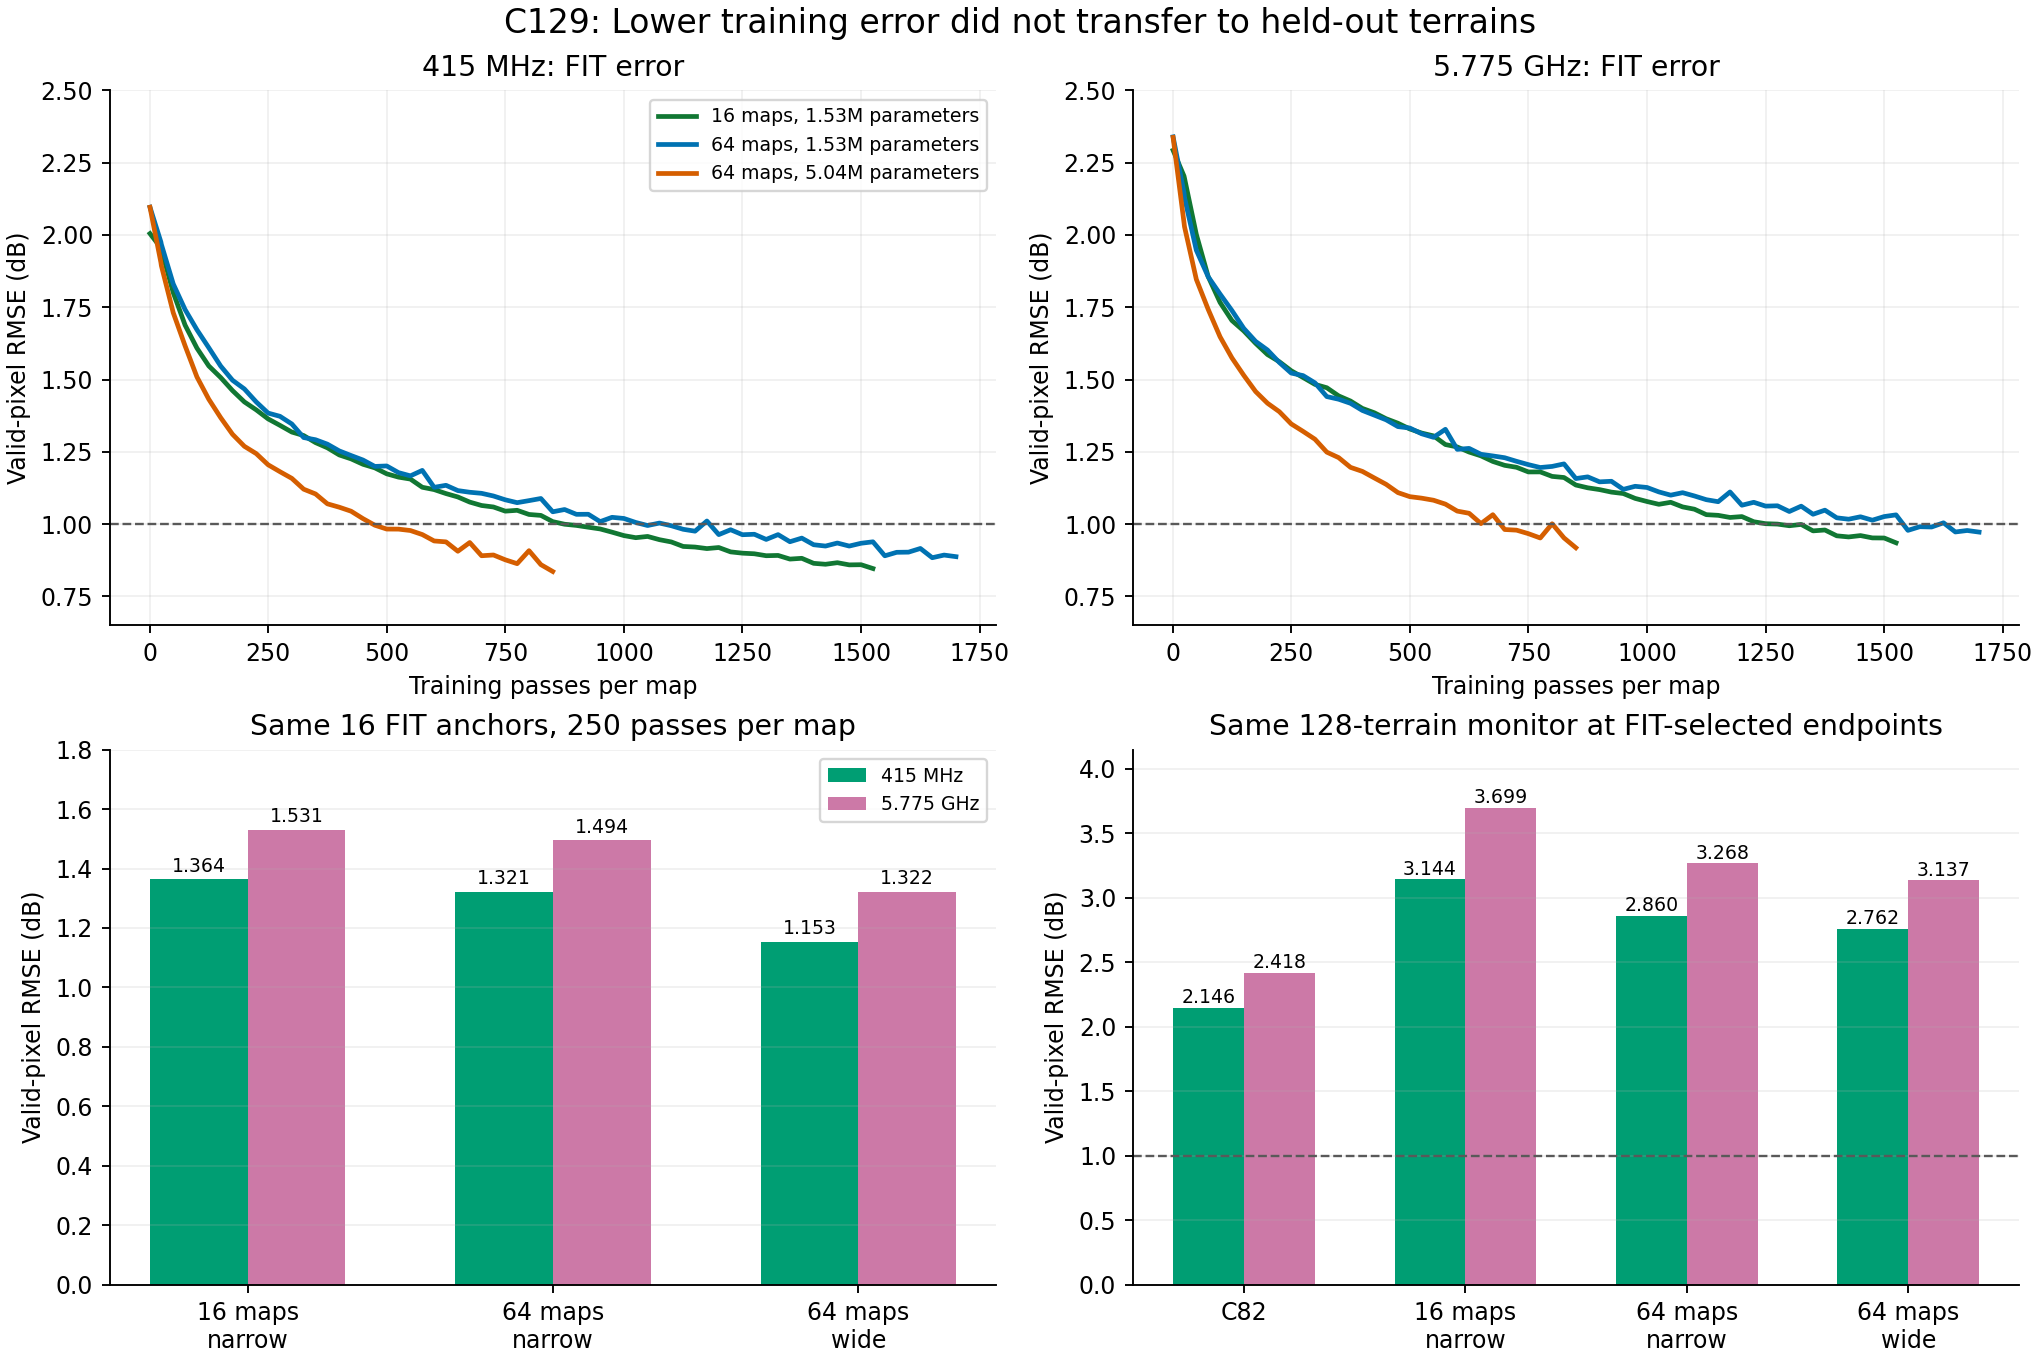 C129: Lower training error did not transfer to held-out terrains
415 MHz: FIT error
Valid-pixel RMSE (dB)
2.50
2.25
2.00
1.75
1.50
1.25
1.00
0.75
16 maps, 1.53M parameters
64 maps, 1.53M parameters
64 maps, 5.04M parameters
0 250 500 750 1000 1250 1500 1750
Training passes per map
5.775 GHz: FIT error
Valid-pixel RMSE (dB)
2.50
2.25
2.00
1.75
1.50
1.25
1.00
0.75
0 250 500 750 1000 1250 1500 1750
Training passes per map
Same 16 FIT anchors, 250 passes per map
Valid-pixel RMSE (dB)
1.8
1.6
1.4
1.2
1.0
0.8
0.6
0.4
0.2
0.0
415 MHz
5.775 GHz
1.364 1.531 1.321 1.494 1.153 1.322
16 maps 64 maps 64 maps
narrow narrow wide
Same 128-terrain monitor at FIT-selected endpoints
Valid-pixel RMSE (dB)
4.0
3.5
3.0
2.5
2.0
1.5
1.0
0.5
0.0
2.146 2.418 3.144 3.699 2.860 3.268 2.762 3.137
C82 16 maps 64 maps 64 maps
narrow narrow wide